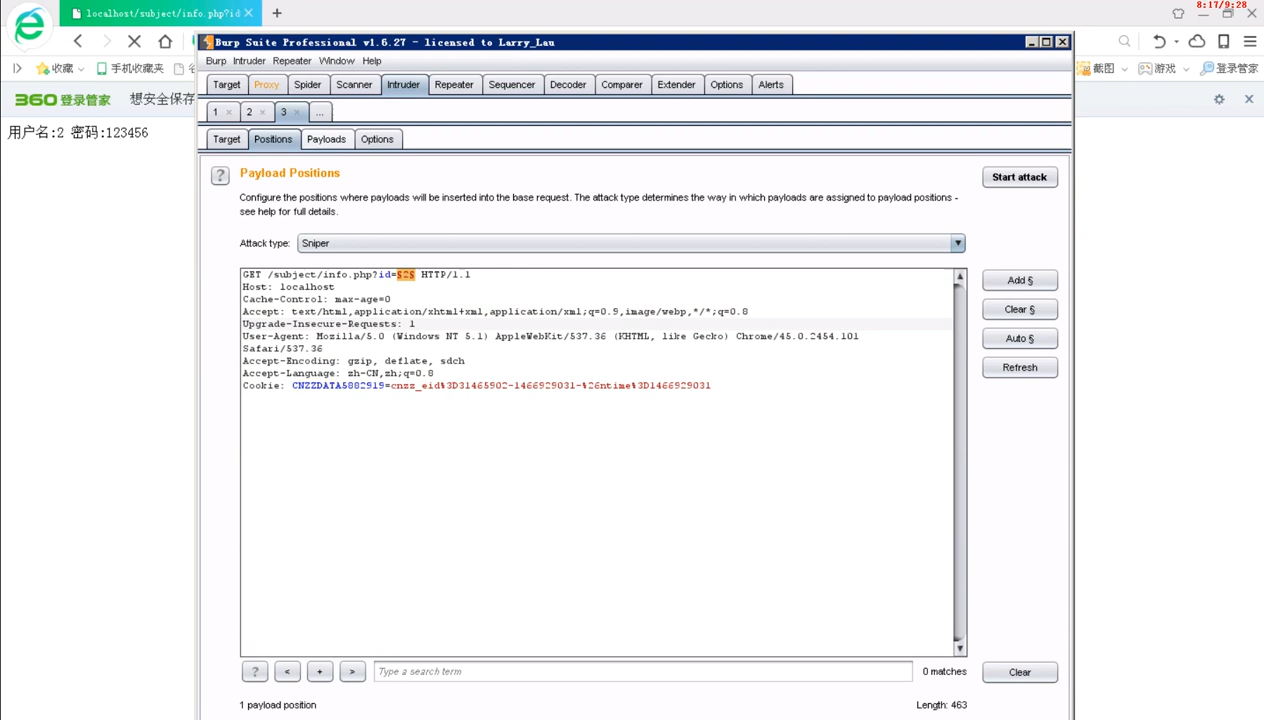 8:17/9:28
localhost/subject/info.php?id
收藏
手机收藏夹
截图
游戏
登录管家
360登录管家
想安全保存
用户名:2 密码:123456
Burp Suite Professional v1.6.27 - licensed to Larry_Lau
Burp Intruder Repeater Window Help
Target Proxy Spider Scanner Intruder Repeater Sequencer Decoder Comparer Extender Options Alerts
1 × 2 × 3 × ...
Target Positions Payloads Options
? Payload Positions
Start attack
Configure the positions where payloads will be inserted into the base request. The attack type determines the way in which payloads are assigned to payload positions -
see help for full details.
Attack type: Sniper
GET /subject/info.php?id=§2§ HTTP/1.1
Host: localhost
Cache-Control: max-age=0
Accept: text/html,application/xhtml+xml,application/xml;q=0.9,image/webp,*/*;q=0.8
Upgrade-Insecure-Requests: 1
User-Agent: Mozilla/5.0 (Windows NT 5.1) AppleWebKit/537.36 (KHTML, like Gecko) Chrome/45.0.2454.101
Safari/537.36
Accept-Encoding: gzip, deflate, sdch
Accept-Language: zh-CN,zh;q=0.8
Cookie: CNZZDATA5882919=cnzz_eid%3D31465902-1466929031-%26ntime%3D1466929031
Add §
Clear §
Auto §
Refresh
? < + > Type a search term
0 matches
Clear
1 payload position
Length: 463